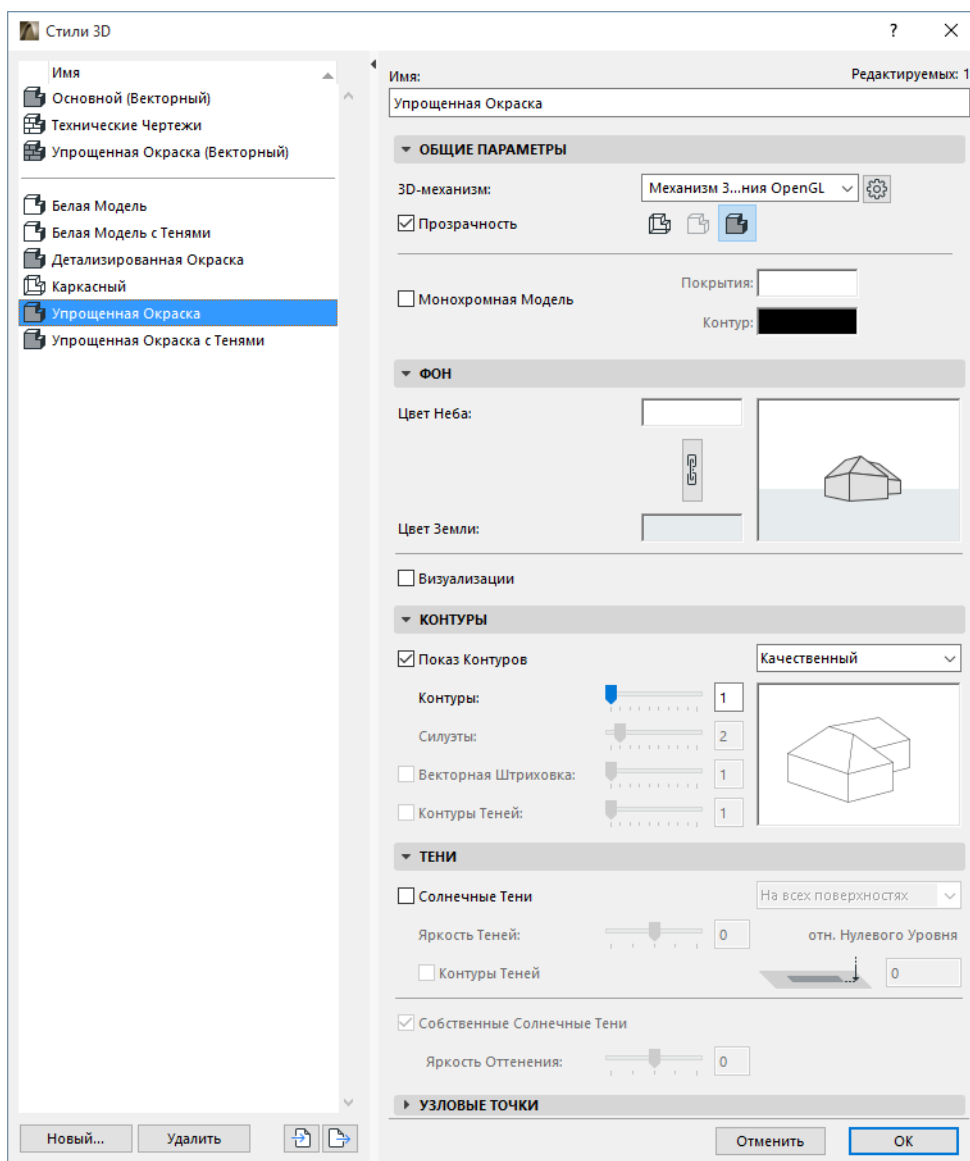 Стили 3D
?
Имя
Основной (Векторный)
Технические Чертежи
Упрощенная Окраска (Векторный)
Белая Модель
Белая Модель с Тенями
Детализированная Окраска
Каркасный
Упрощенная Окраска
Упрощенная Окраска с Тенями
Новый...
Удалить
Имя:
Редактируемых: 1
Упрощенная Окраска
ОБЩИЕ ПАРАМЕТРЫ
3D-механизм:
Механизм 3...ния OpenGL
Прозрачность
Монохромная Модель
Покрытия:
Контур:
ФОН
Цвет Неба:
Цвет Земли:
Визуализации
КОНТУРЫ
Показ Контуров
Качественный
Контуры:
1
Силуэты:
2
Векторная Штриховка:
1
Контуры Теней:
1
ТЕНИ
Солнечные Тени
На всех поверхностях
Яркость Теней:
0
отн. Нулевого Уровня
Контуры Теней
0
Собственные Солнечные Тени
Яркость Оттенения:
0
УЗЛОВЫЕ ТОЧКИ
Отменить
OK